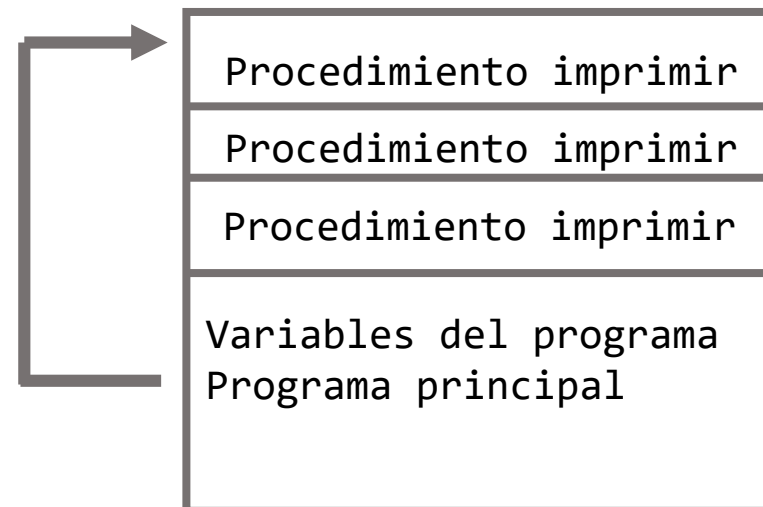 Procedimiento imprimir
Procedimiento imprimir
Procedimiento imprimir
Variables del programa
Programa principal